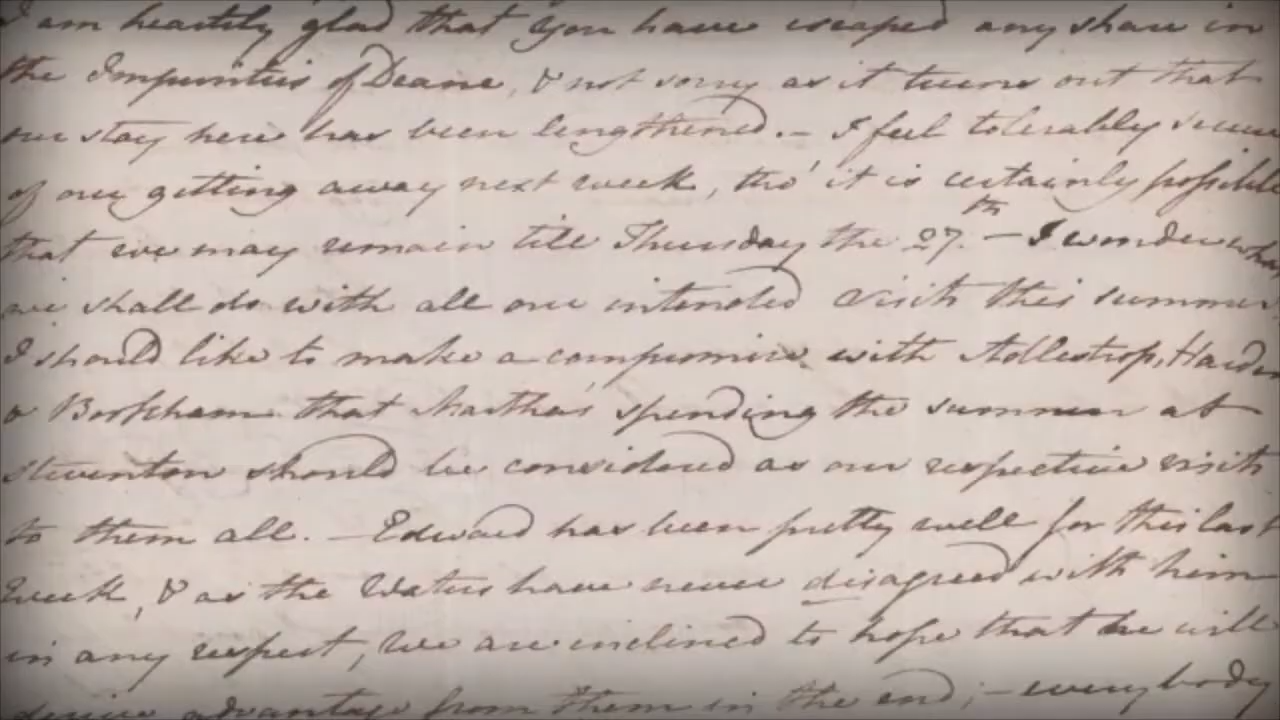 I am heartily glad that you have escaped any share in
the Impurities of Deane, & not sorry as it turns out that
our stay here has been lengthened. – I feel tolerably secure
of our getting away next week, tho' it is certainly possible
that we may remain till Thursday the 27.th – I wonder what
we shall do with all our intended visits this summer
I should like to make a compromise with Adlestrop, Harden
& Bookham that Martha's spending the summer at
Steventon should be considered as our respective visits
to them all. – Edward has been pretty well for this last
Week, & as the Waters have never disagreed with him
in any respect, We are inclined to hope that he will
derive advantage from them in the end; – everybody